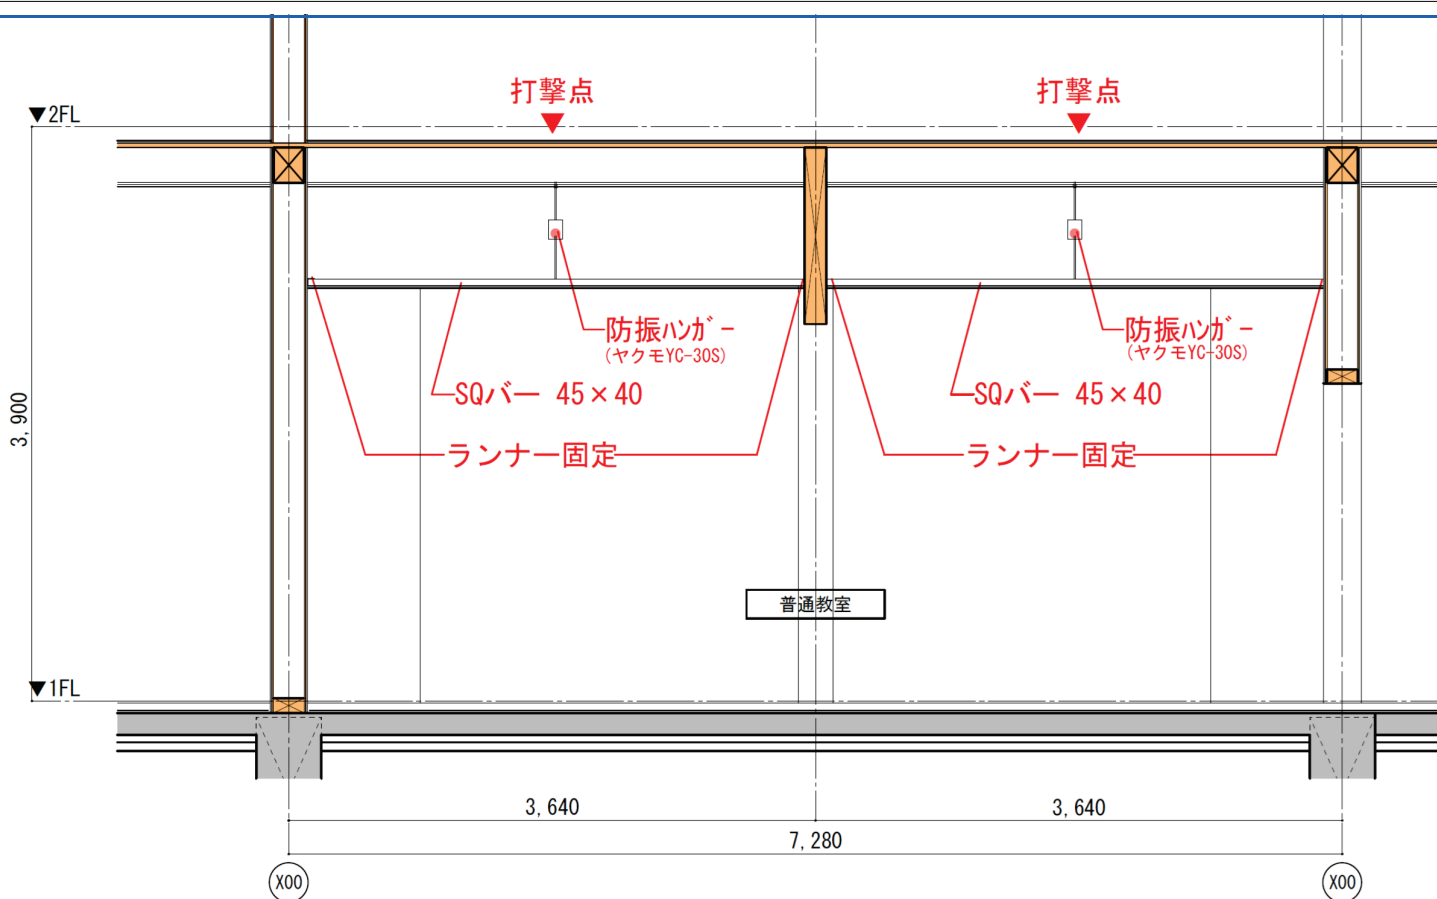 打撃点
打撃点
▼2FL
防振ﾊﾝｶﾞｰ
(ヤクモYC-30S)
防振ﾊﾝｶﾞｰ
(ヤクモYC-30S)
SQバー 45×40
SQバー 45×40
3,900
ランナー固定
ランナー固定
普通教室
▼1FL
3,640
3,640
7,280
X00
X00